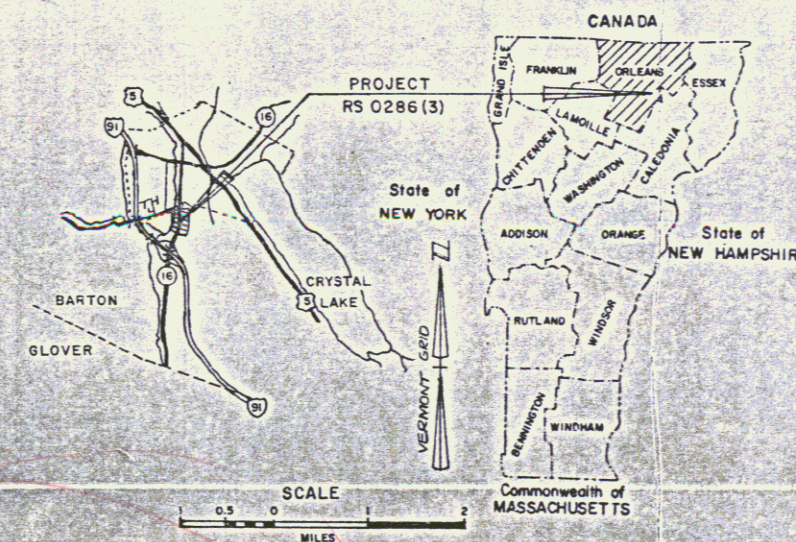 CANADA
GRAND ISLE
FRANKLIN
ORLEANS
ESSEX
LAMOILLE
CHITTENDEN
WASHINGTON
CALEDONIA
ADDISON
ORANGE
RUTLAND
WINDSOR
BENNINGTON
WINDHAM
State of
NEW YORK
State of
NEW HAMPSHIR
Commonwealth of
MASSACHUSETTS
PROJECT
RS 0286 (3)
5
91
16
TH
16
BARTON
GLOVER
CRYSTAL
LAKE
5
91
VERMONT GRID
SCALE
1 0.5 0 1 2
MILES